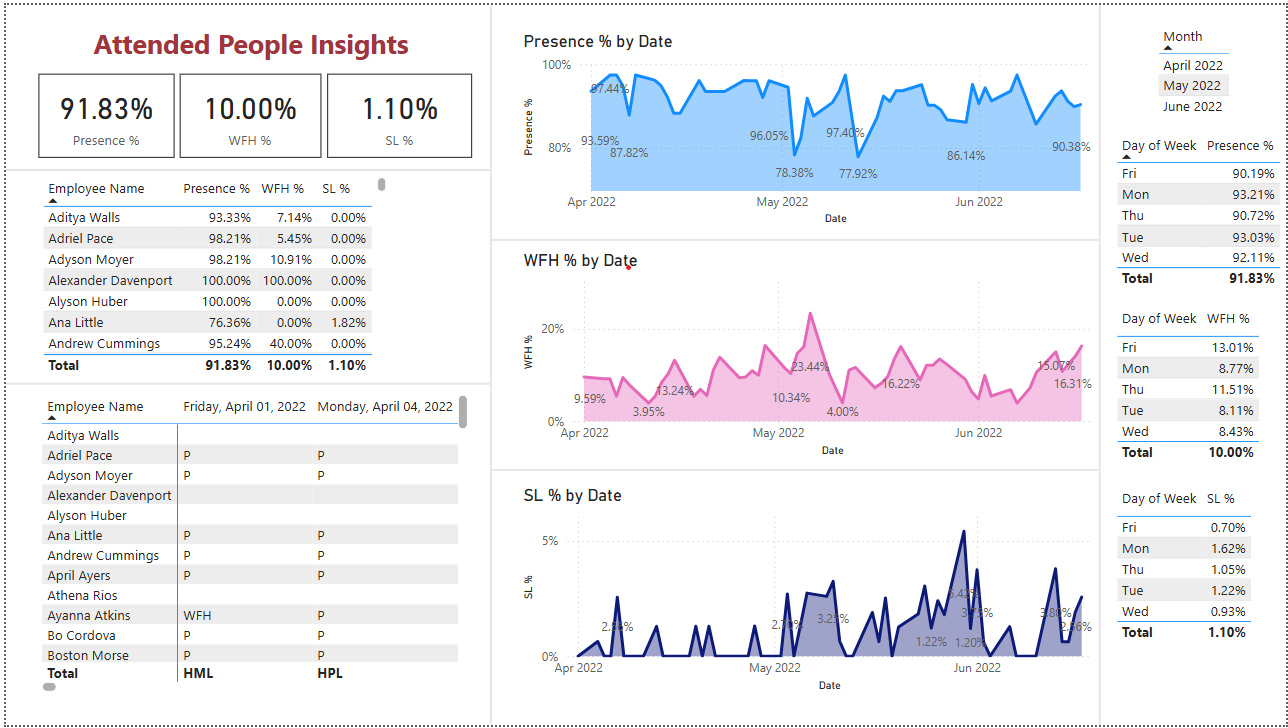 Attended People Insights
91.83%
Presence %
10.00%
WFH %
1.10%
SL %
Employee Name Presence % WFH % SL %
Aditya Walls 93.33% 7.14% 0.00%
Adriel Pace 98.21% 5.45% 0.00%
Adyson Moyer 98.21% 10.91% 0.00%
Alexander Davenport 100.00% 100.00% 0.00%
Alyson Huber 100.00% 0.00% 0.00%
Ana Little 76.36% 0.00% 1.82%
Andrew Cummings 95.24% 40.00% 0.00%
Total 91.83% 10.00% 1.10%
Employee Name Friday, April 01, 2022 Monday, April 04, 2022
Aditya Walls
Adriel Pace P P
Adyson Moyer P P
Alexander Davenport
Alyson Huber
Ana Little P P
Andrew Cummings P P
April Ayers P P
Athena Rios
Ayanna Atkins WFH P
Bo Cordova P P
Boston Morse P P
Total HML HPL
Presence % by Date
Presence %
100%
80%
97.44%
93.59%
87.82%
96.05%
78.38%
97.40%
77.92%
86.14%
90.38%
Apr 2022 May 2022 Jun 2022
Date
WFH % by Date
WFH %
20%
0%
9.59%
3.95%
13.24%
10.34%
23.44%
4.00%
16.22%
15.07%
16.31%
Apr 2022 May 2022 Jun 2022
Date
SL % by Date
SL %
5%
0%
3.25%
1.22%
1.20%
3.80%
Apr 2022 May 2022 Jun 2022
Date
Month
April 2022
May 2022
June 2022
Day of Week Presence %
Fri 90.19%
Mon 93.21%
Thu 90.72%
Tue 93.03%
Wed 92.11%
Total 91.83%
Day of Week WFH %
Fri 13.01%
Mon 8.77%
Thu 11.51%
Tue 8.11%
Wed 8.43%
Total 10.00%
Day of Week SL %
Fri 0.70%
Mon 1.62%
Thu 1.05%
Tue 1.22%
Wed 0.93%
Total 1.10%